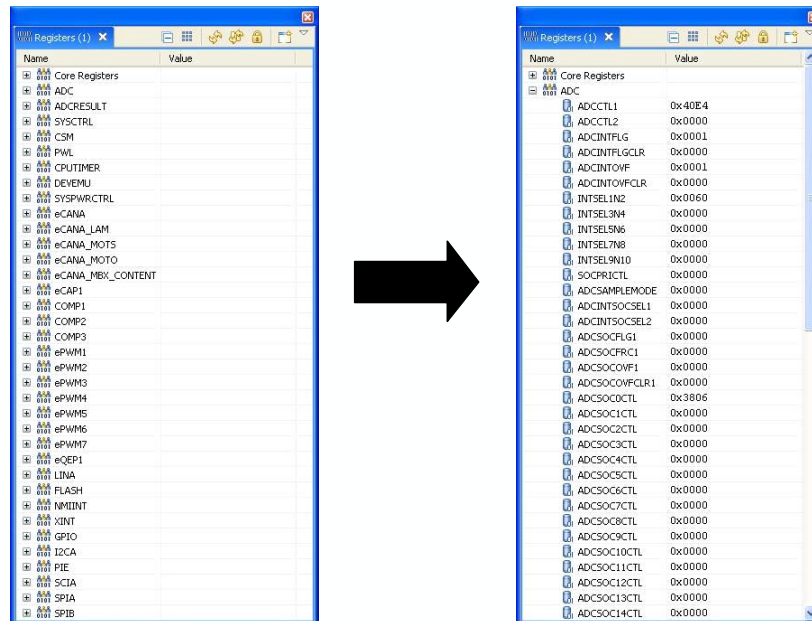 Registers (1)
Name Value
Core Registers
ADC
ADCRESULT
SYSCTRL
CSM
PWL
CPUTIMER
DEVEMU
SYSPWRCTRL
eCANA
eCANA_LAM
eCANA_MOTS
eCANA_MOTO
eCANA_MBX_CONTENT
eCAP1
COMP1
COMP2
COMP3
ePWM1
ePWM2
ePWM3
ePWM4
ePWM5
ePWM6
ePWM7
eQEP1
LINA
FLASH
NMIINT
XINT
GPIO
I2CA
PIE
SCIA
SPIA
SPIB
Registers (1)
Name Value
Core Registers
ADC
ADCCTL1 0x40E4
ADCCTL2 0x0000
ADCINTFLG 0x0001
ADCINTFLGCLR 0x0000
ADCINTOVF 0x0001
ADCINTOVFCLR 0x0000
INTSEL1N2 0x0060
INTSEL3N4 0x0000
INTSEL5N6 0x0000
INTSEL7N8 0x0000
INTSEL9N10 0x0000
SOCPRICTL 0x0000
ADCSAMPLEMODE 0x0000
ADCINTSOCSEL1 0x0000
ADCINTSOCSEL2 0x0000
ADCSOCFLG1 0x0000
ADCSOCFRC1 0x0000
ADCSOCOVF1 0x0000
ADCSOCOVFCLR1 0x0000
ADCSOC0CTL 0x3806
ADCSOC1CTL 0x0000
ADCSOC2CTL 0x0000
ADCSOC3CTL 0x0000
ADCSOC4CTL 0x0000
ADCSOC5CTL 0x0000
ADCSOC6CTL 0x0000
ADCSOC7CTL 0x0000
ADCSOC8CTL 0x0000
ADCSOC9CTL 0x0000
ADCSOC10CTL 0x0000
ADCSOC11CTL 0x0000
ADCSOC12CTL 0x0000
ADCSOC13CTL 0x0000
ADCSOC14CTL 0x0000